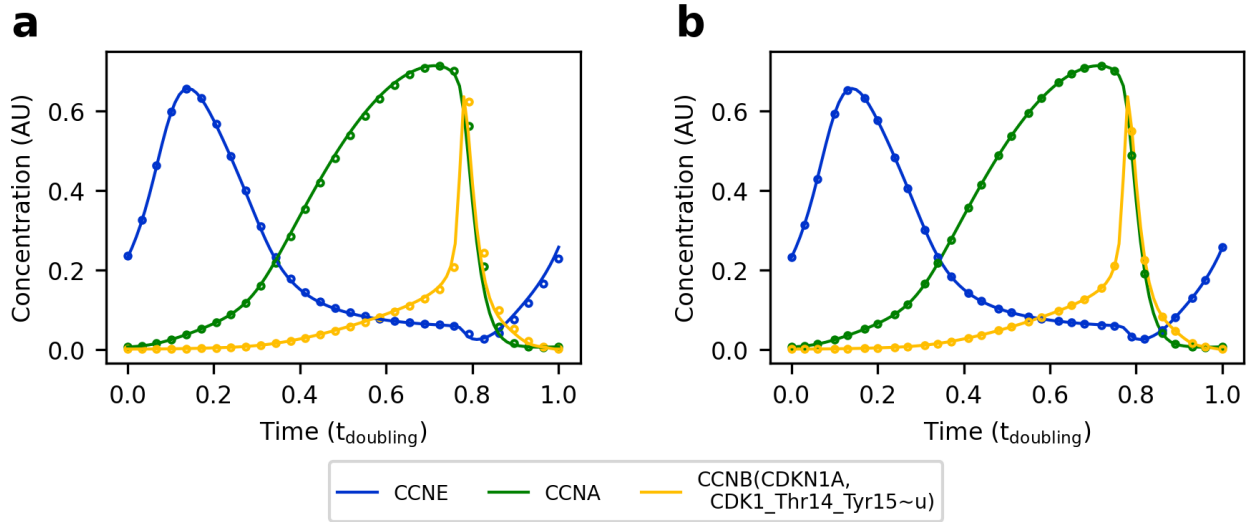 a
Concentration (AU)
0.6
0.4
0.2
0.0
0.0 0.2 0.4 0.6 0.8 1.0
Time (t_doubling)
b
Concentration (AU)
0.6
0.4
0.2
0.0
0.0 0.2 0.4 0.6 0.8 1.0
Time (t_doubling)
CCNE
CCNA
CCNB(CDKN1A,
CDK1_Thr14_Tyr15~u)